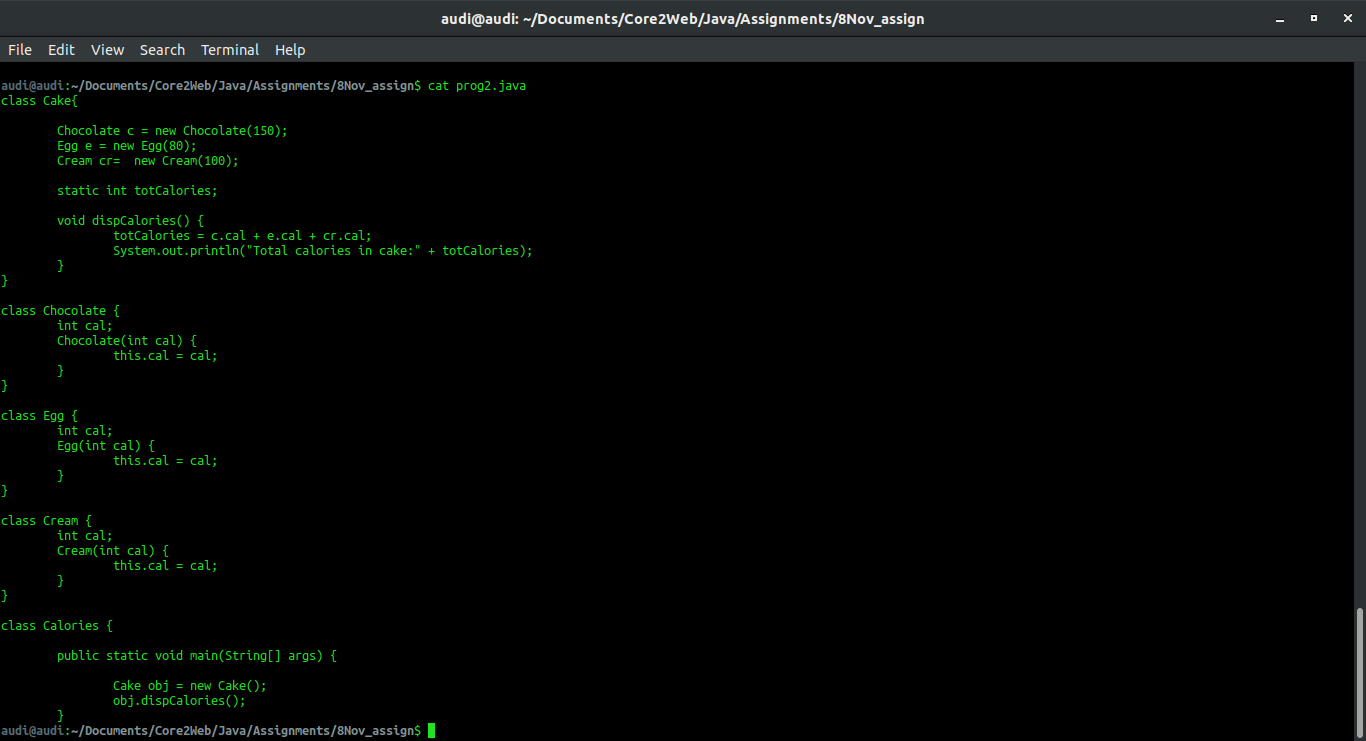 audi@audi: ~/Documents/Core2Web/Java/Assignments/8Nov_assign
File Edit View Search Terminal Help
audi@audi:~/Documents/Core2Web/Java/Assignments/8Nov_assign$ cat prog2.java
class Cake{
        Chocolate c = new Chocolate(150);
        Egg e = new Egg(80);
        Cream cr=  new Cream(100);
        static int totCalories;
        void dispCalories() {
                totCalories = c.cal + e.cal + cr.cal;
                System.out.println("Total calories in cake:" + totCalories);
        }
}
class Chocolate {
        int cal;
        Chocolate(int cal) {
                this.cal = cal;
        }
}
class Egg {
        int cal;
        Egg(int cal) {
                this.cal = cal;
        }
}
class Cream {
        int cal;
        Cream(int cal) {
                this.cal = cal;
        }
}
class Calories {
        public static void main(String[] args) {
                Cake obj = new Cake();
                obj.dispCalories();
        }
audi@audi:~/Documents/Core2Web/Java/Assignments/8Nov_assign$